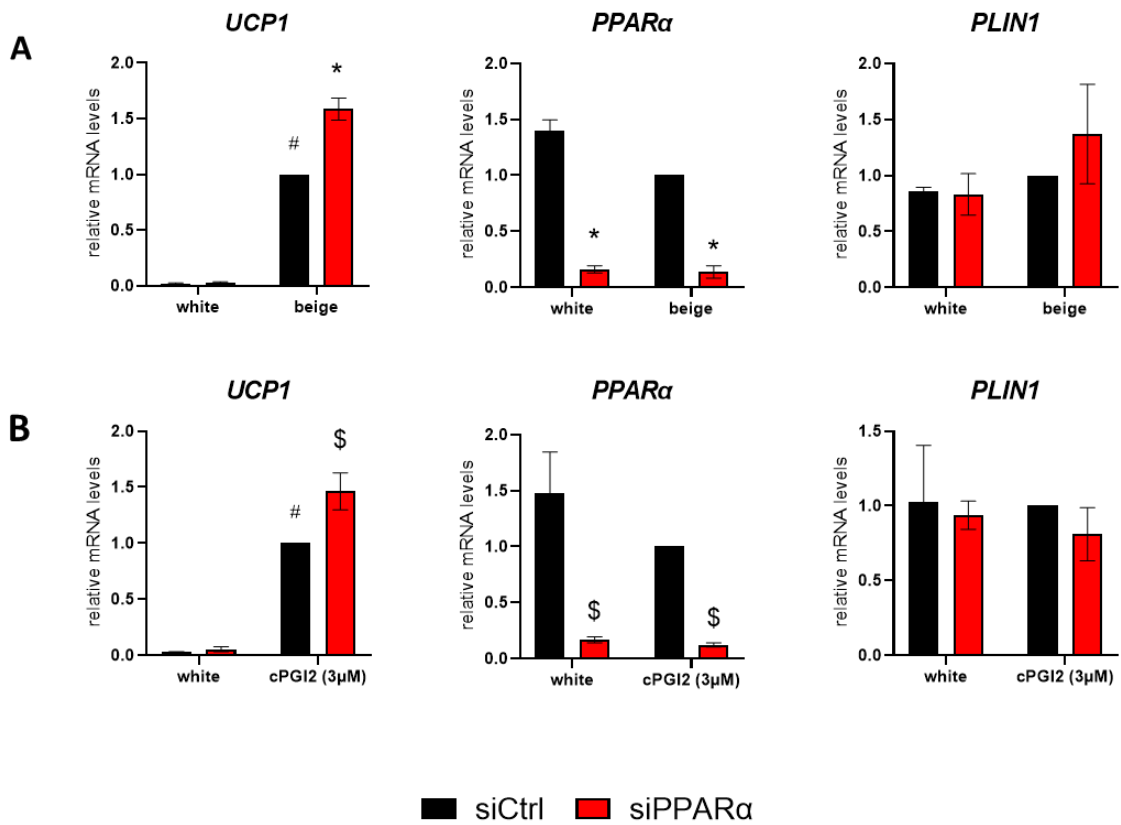 A
UCP1
relative mRNA levels
2.0
1.5
1.0
0.5
0.0
#
*
white
beige
PPARα
relative mRNA levels
2.0
1.5
1.0
0.5
0.0
*
*
white
beige
PLIN1
relative mRNA levels
2.0
1.5
1.0
0.5
0.0
white
beige
B
UCP1
relative mRNA levels
2.0
1.5
1.0
0.5
0.0
#
$
white
cPGI2 (3µM)
PPARα
relative mRNA levels
2.0
1.5
1.0
0.5
0.0
$
$
white
cPGI2 (3µM)
PLIN1
relative mRNA levels
1.5
1.0
0.5
0.0
white
cPGI2 (3µM)
siCtrl siPPARα